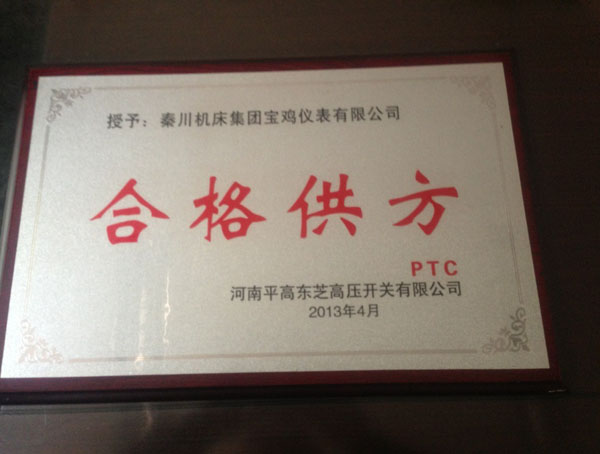 授予：秦川机床集团宝鸡仪表有限公司
合格供方
PTC
河南平高东芝高压开关有限公司
2013年4月